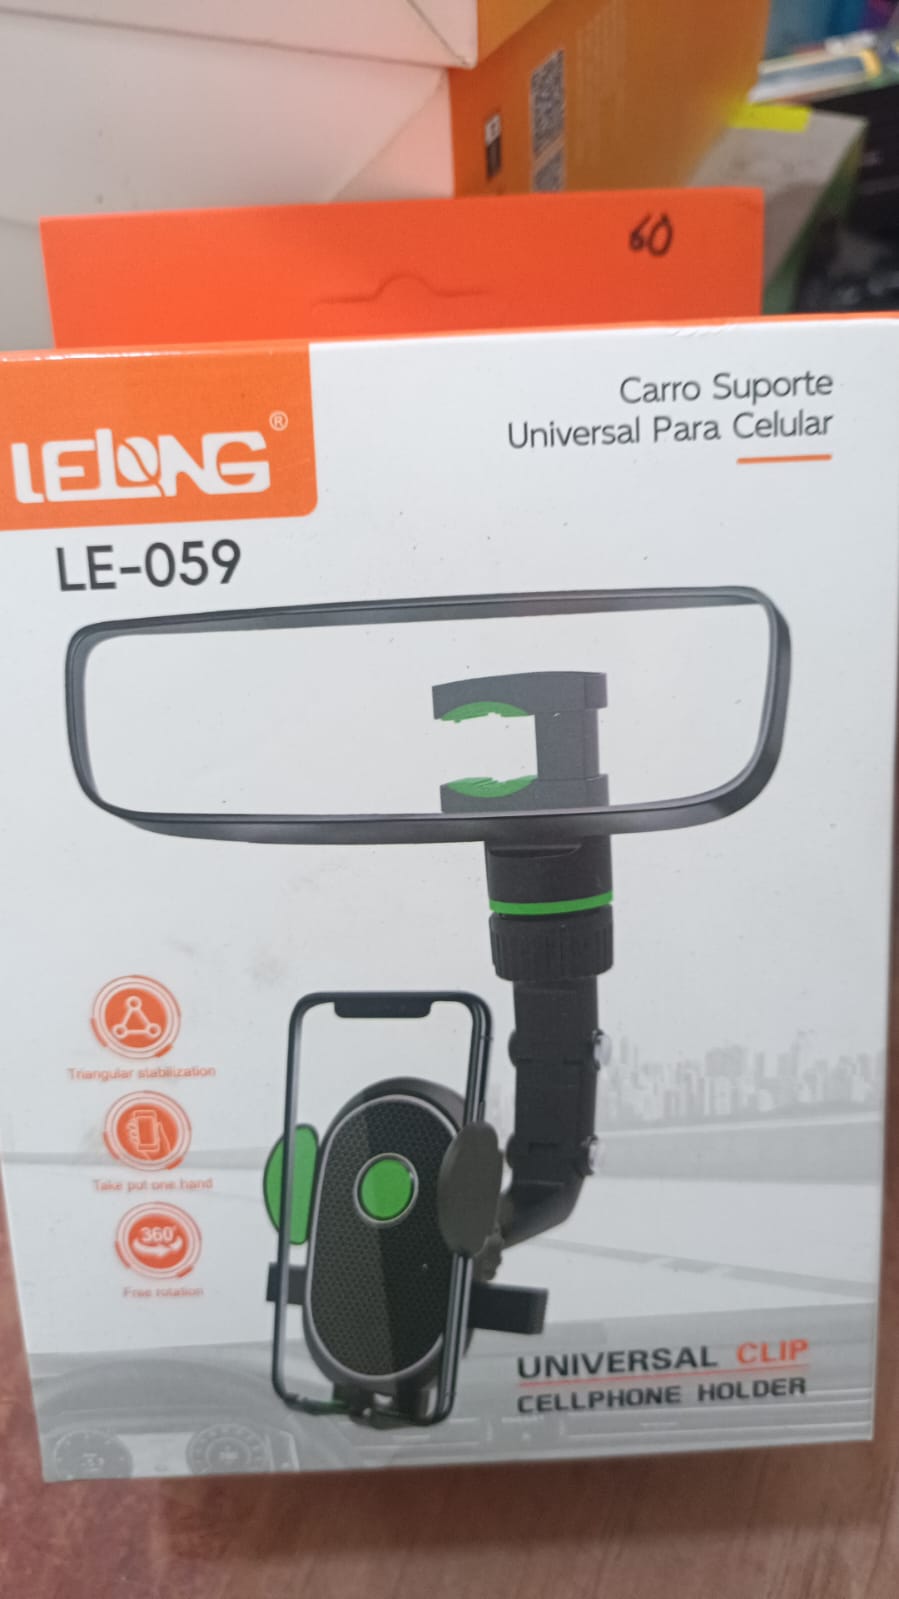 60
Carro Suporte
Universal Para Celular
LELONG®
LE-059
Triangular stabilization
Take put one hand
360°
Free rotation
UNIVERSAL CLIP
CELLPHONE HOLDER